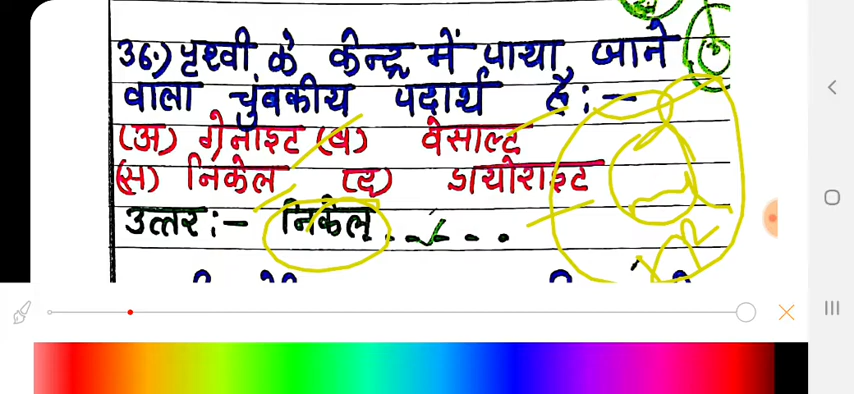 36.) पृथ्वी के केन्द्र में पाया जाने
वाला चुंबकीय पदार्थ है :-
(अ) ग्रेनाइट (ब) वेसाल्ट
(स) निकेल (द) डायोराइट
उत्तर :- निकिल.....